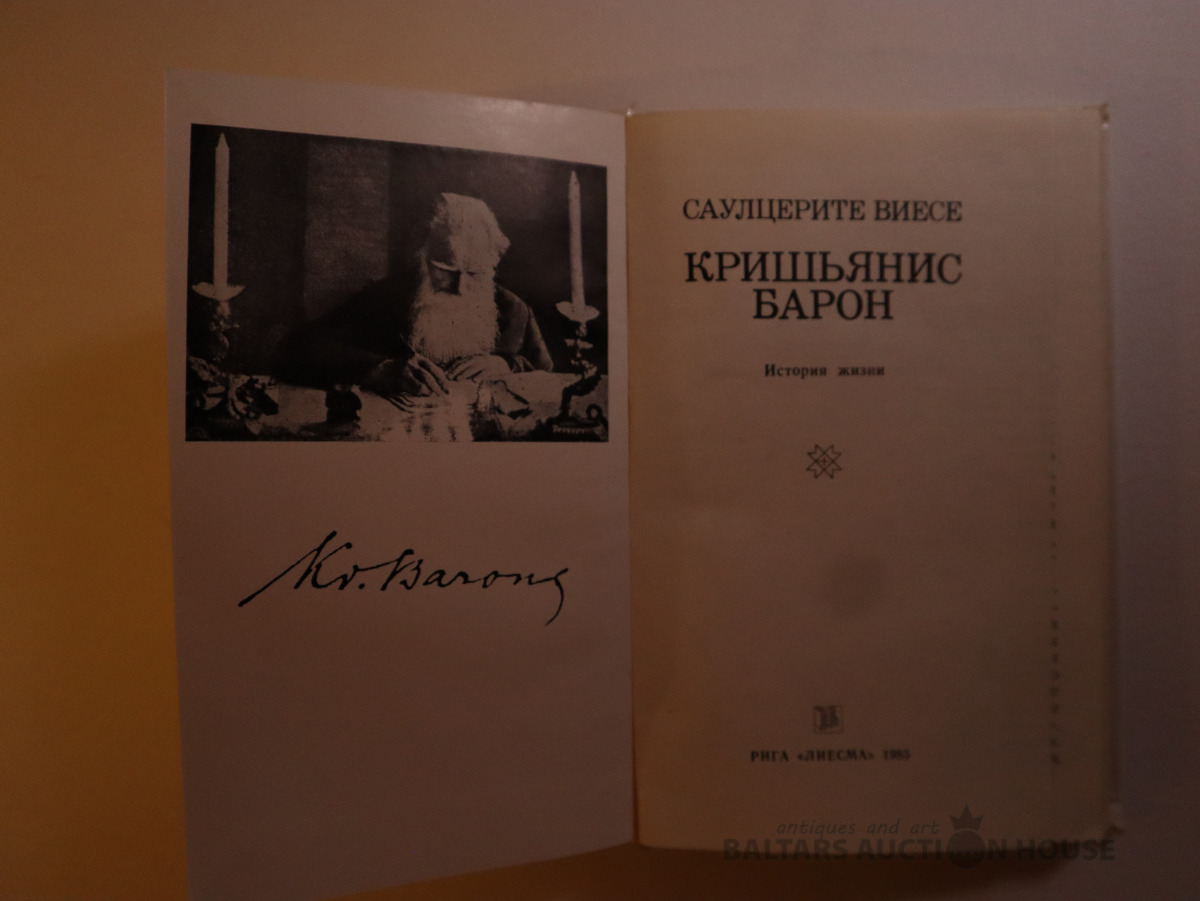 Kr. Barons
САУЛЦЕРИТЕ ВИЕСЕ
КРИШЬЯНИС
БАРОН
История жизни
РИГА «ЛИЕСМА» 1985
antiques and art
BALTARS AUCTION HOUSE